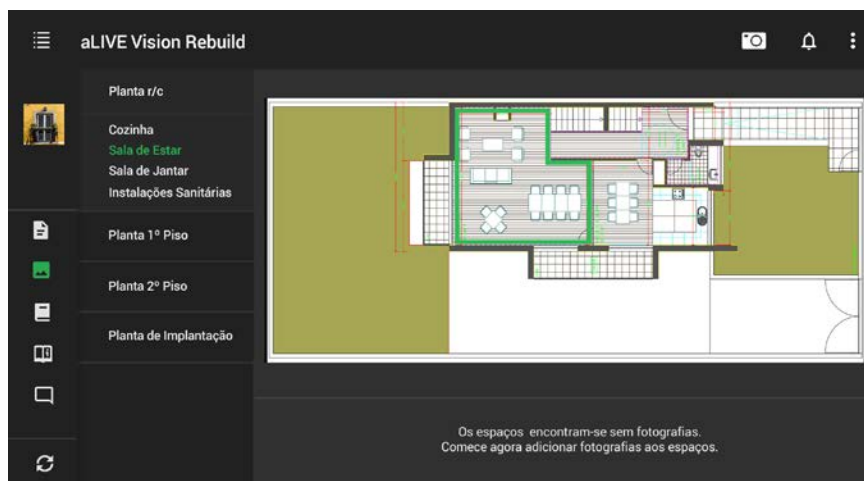 aLIVE Vision Rebuild
Planta r/c
Cozinha
Sala de Estar
Sala de Jantar
Instalações Sanitárias
Planta 1º Piso
Planta 2º Piso
Planta de Implantação
Os espaços encontram-se sem fotografias.
Comece agora adicionar fotografias aos espaços.